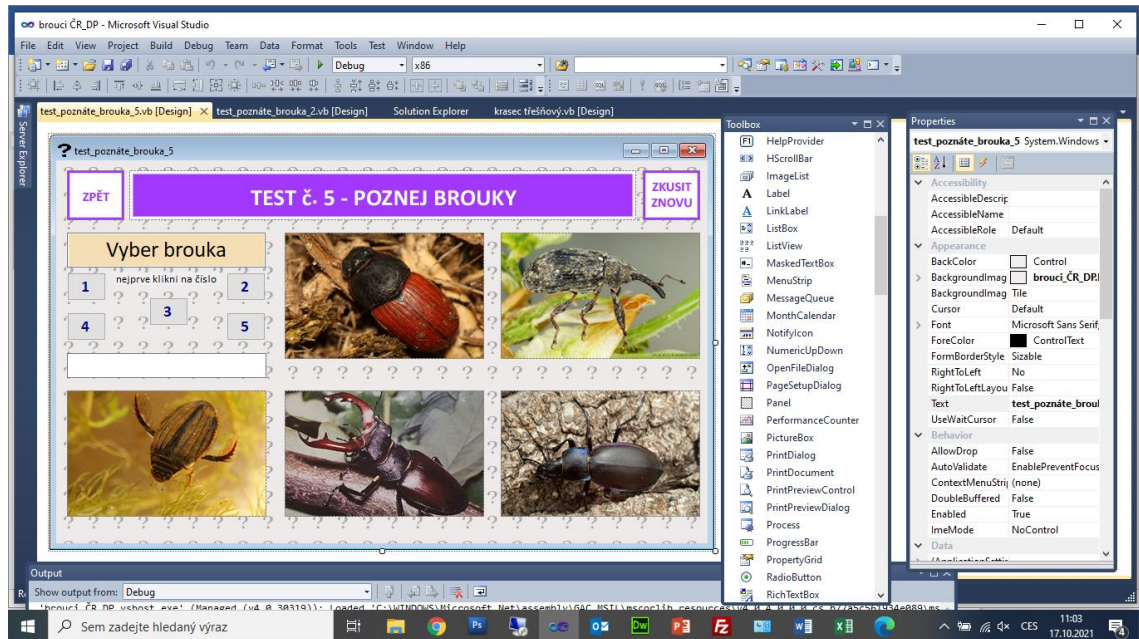 brouci ČR_DP - Microsoft Visual Studio
File Edit View Project Build Debug Team Data Format Tools Test Window Help
Debug x86
test_poznáte_brouka_5.vb [Design] test_poznáte_brouka_2.vb [Design] Solution Explorer krasec třešňový.vb [Design]
Server Explorer
test_poznáte_brouka_5
ZPĚT
TEST č. 5 - POZNEJ BROUKY
ZKUSIT
ZNOVU
Vyber brouka
nejprve klikni na číslo
1 2
3
4 5
Toolbox
HelpProvider
HScrollBar
ImageList
Label
LinkLabel
ListBox
ListView
MaskedTextBox
MenuStrip
MessageQueue
MonthCalendar
NotifyIcon
NumericUpDown
OpenFileDialog
PageSetupDialog
Panel
PerformanceCounter
PictureBox
PrintDialog
PrintDocument
PrintPreviewControl
PrintPreviewDialog
Process
ProgressBar
PropertyGrid
RadioButton
RichTextBox
Properties
test_poznáte_brouka_5 System.Windows
Accessibility
AccessibleDescrip
AccessibleName
AccessibleRole Default
Appearance
BackColor Control
BackgroundImag brouci_ČR_DP.
BackgroundImag Tile
Cursor Default
Font Microsoft Sans Serif,
ForeColor ControlText
FormBorderStyle Sizable
RightToLeft No
RightToLeftLayou False
Text test_poznáte_brou
UseWaitCursor False
Behavior
AllowDrop False
AutoValidate EnablePreventFocus
ContextMenuStri (none)
DoubleBuffered False
Enabled True
ImeMode NoControl
Data
(ApplicationSetti
Output
Show output from: Debug
Sem zadejte hledaný výraz
CES
11:03
17.10.2021